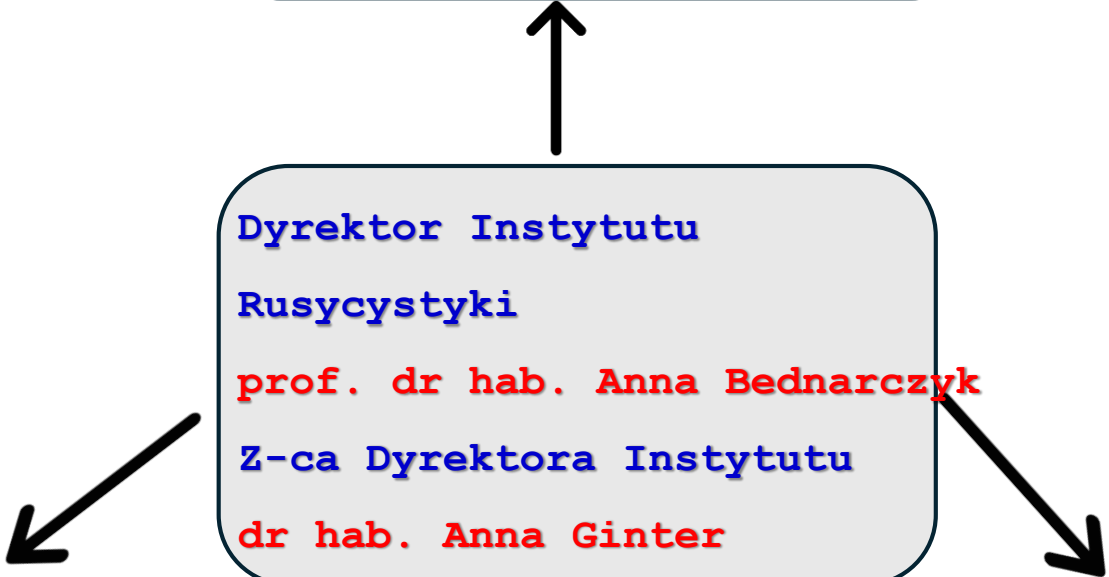 Dyrektor Instytutu
Rusycystyki
prof. dr hab. Anna Bednarczyk
Z-ca Dyrektora Instytutu
dr hab. Anna Ginter